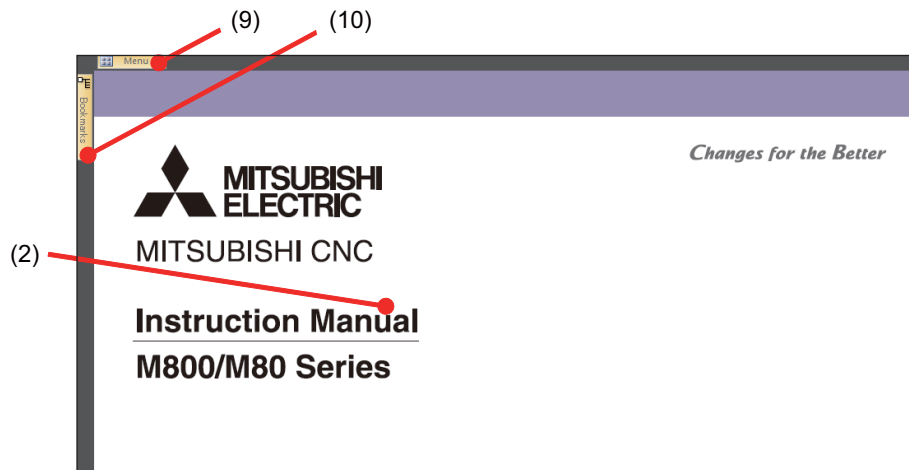 (9)
(10)
Menu
Bookmarks
Changes for the Better
MITSUBISHI
ELECTRIC
(2)
MITSUBISHI CNC
Instruction Manual
M800/M80 Series